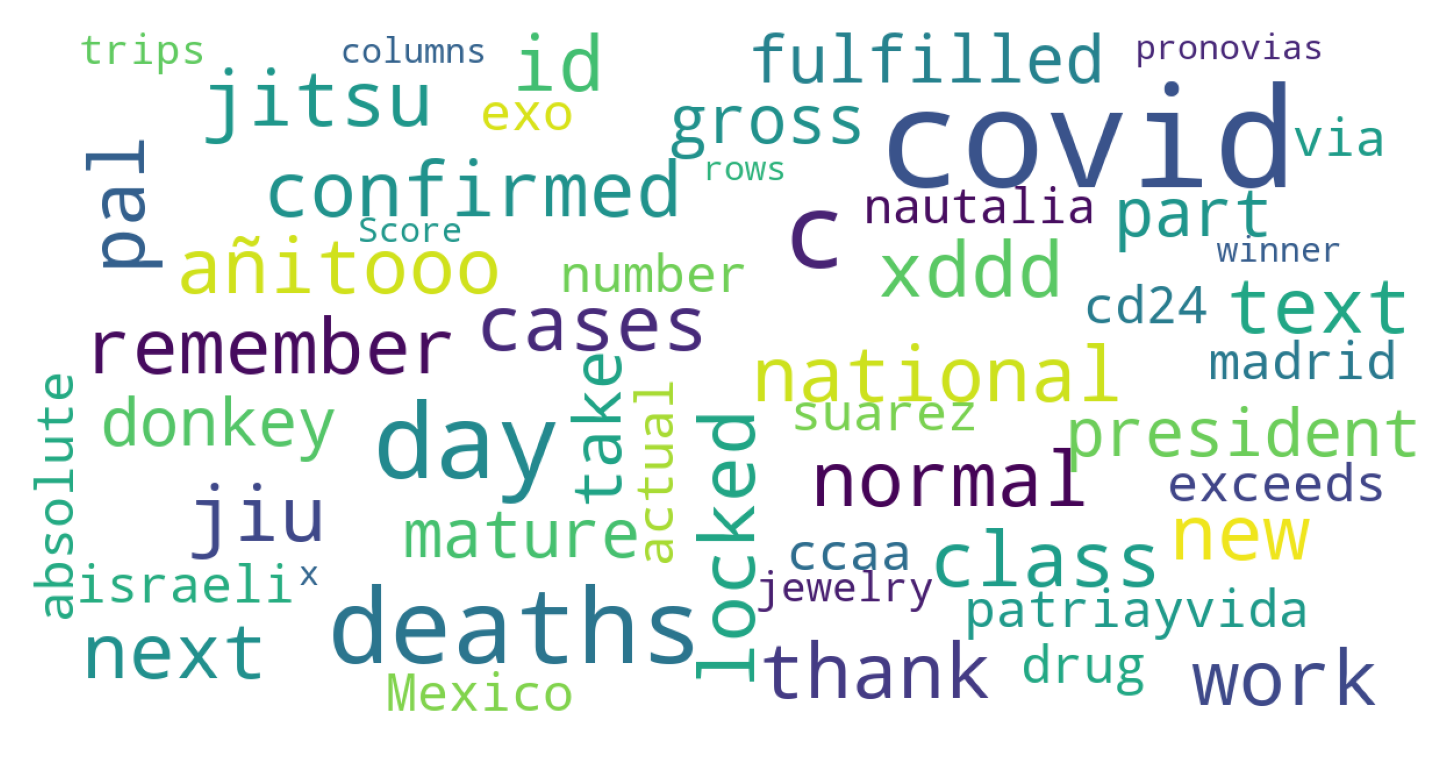 trips
columns
id
fulfilled
pronovias
jitsu
exo
gross
covid
via
pal
confirmed
rows
c
nautalia
part
Score
añitooo
number
xddd
winner
remember
cases
cd24
text
national
madrid
absolute
donkey
day
take
actual
locked
suarez
president
jiu
mature
normal
exceeds
new
israeli
x
ccaa
class
jewelry
patriayvida
next
deaths
Mexico
thank
drug
work